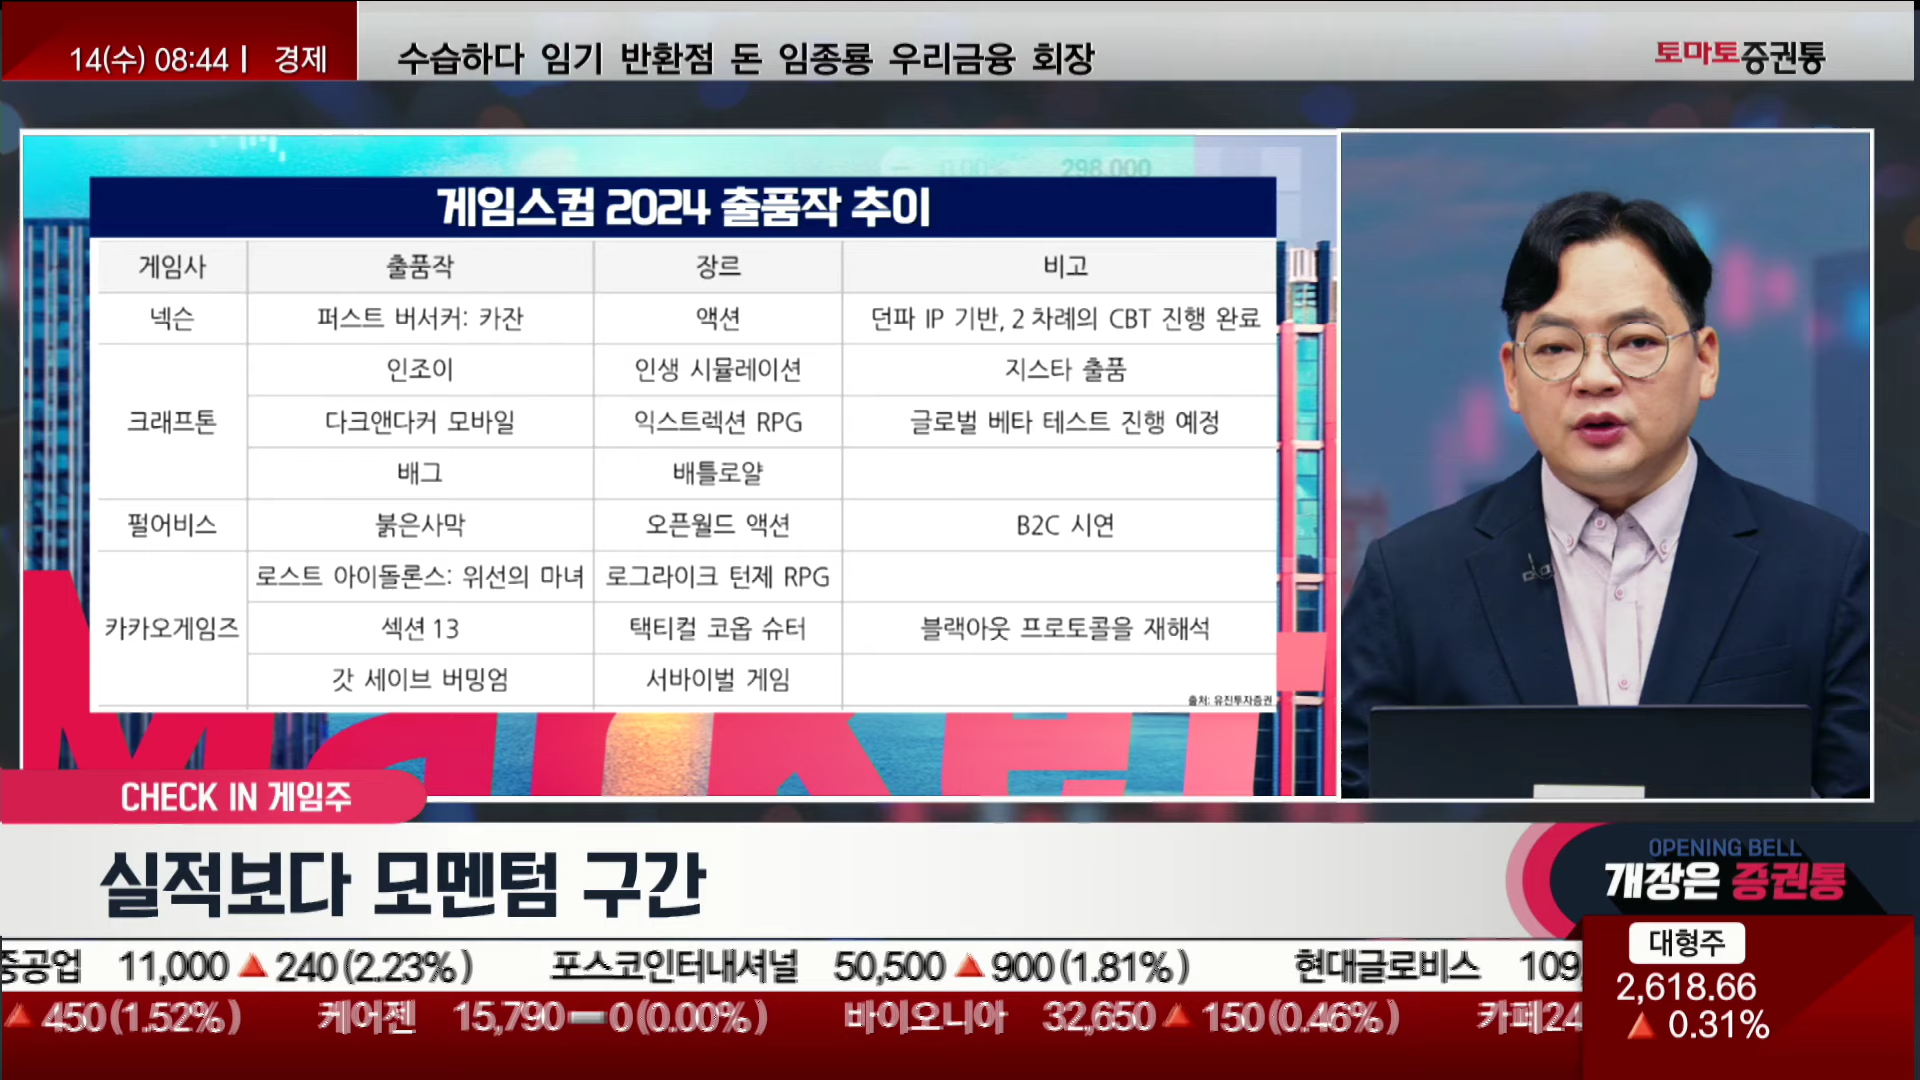 14(수) 08:44 | 경제
수습하다 임기 반환점 돈 임종룡 우리금융 회장
토마토증권통
298,000
게임스컴 2024 출품작 추이
게임사 출품작 장르 비고
넥슨 퍼스트 버서커: 카잔 액션 던파 IP 기반, 2 차례의 CBT 진행 완료
인조이 인생 시뮬레이션 지스타 출품
크래프톤 다크앤다커 모바일 익스트렉션 RPG 글로벌 베타 테스트 진행 예정
배그 배틀로얄
펄어비스 붉은사막 오픈월드 액션 B2C 시연
로스트 아이돌론스: 위선의 마녀 로그라이크 턴제 RPG
카카오게임즈 섹션 13 택티컬 코옵 슈터 블랙아웃 프로토콜을 재해석
갓 세이브 버밍엄 서바이벌 게임
출처: 유진투자증권
Market
CHECK IN 게임주
실적보다 모멘텀 구간
OPENING BELL
개장은 증권통
중공업 11,000 ▲ 240(2.23%) 포스코인터내셔널 50,500 ▲ 900(1.81%) 현대글로비스 109
▲ 450(1.52%) 케어젠 15,790 ━ 0(0.00%) 바이오니아 32,650 ▲ 150(0.46%) 카페24
대형주
2,618.66
▲ 0.31%